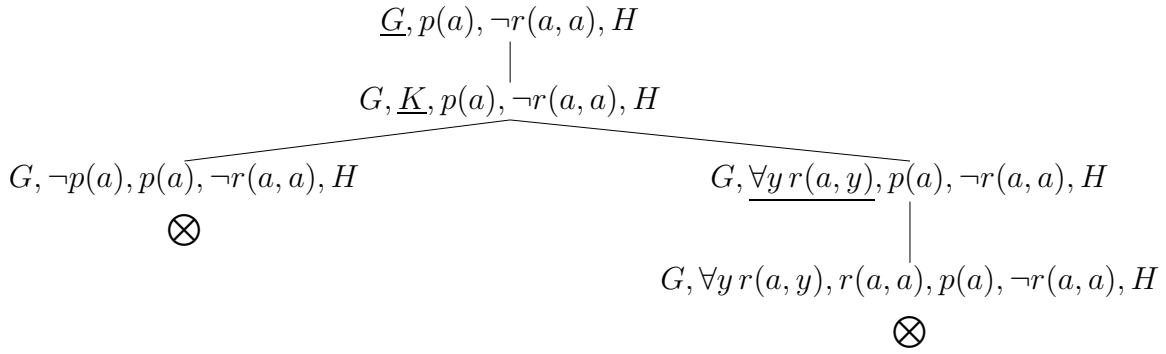 G, p(a), ¬r(a, a), H
G, K, p(a), ¬r(a, a), H
G, ¬p(a), p(a), ¬r(a, a), H
G, ∀y r(a, y), p(a), ¬r(a, a), H
⊗
G, ∀y r(a, y), r(a, a), p(a), ¬r(a, a), H
⊗